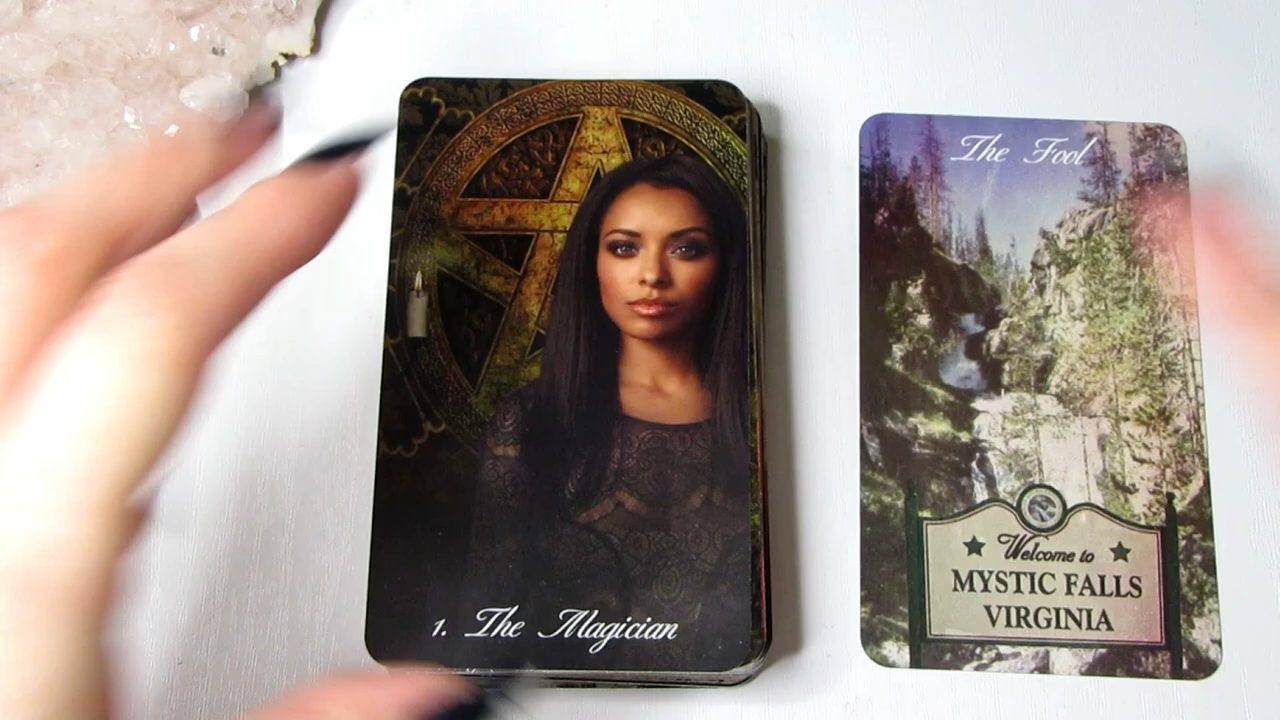 1. The Magician
The Fool
Welcome to
MYSTIC FALLS
VIRGINIA